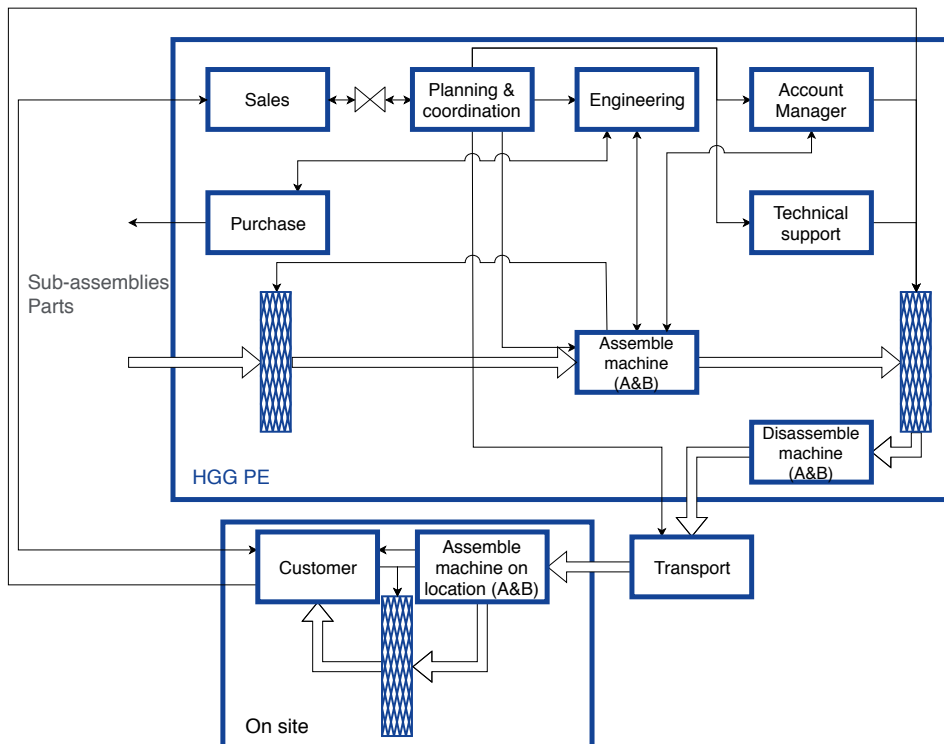 Sales
Planning &
coordination
Engineering
Account
Manager
Purchase
Technical
support
Sub-assemblies
Parts
Assemble
machine
(A&B)
Disassemble
machine
(A&B)
HGG PE
Customer
Assemble
machine on
location (A&B)
Transport
On site